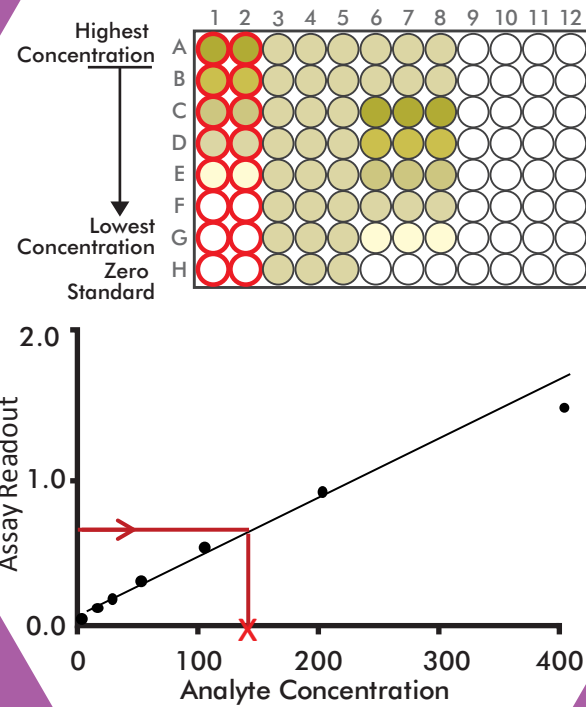 1 2 3 4 5 6 7 8 9 10 11 12
Highest
Concentration
A
B
C
D
E
F
G
H
Lowest
Concentration
Zero
Standard
2.0
1.0
0.0
Assay Readout
0 100 200 300 400
Analyte Concentration